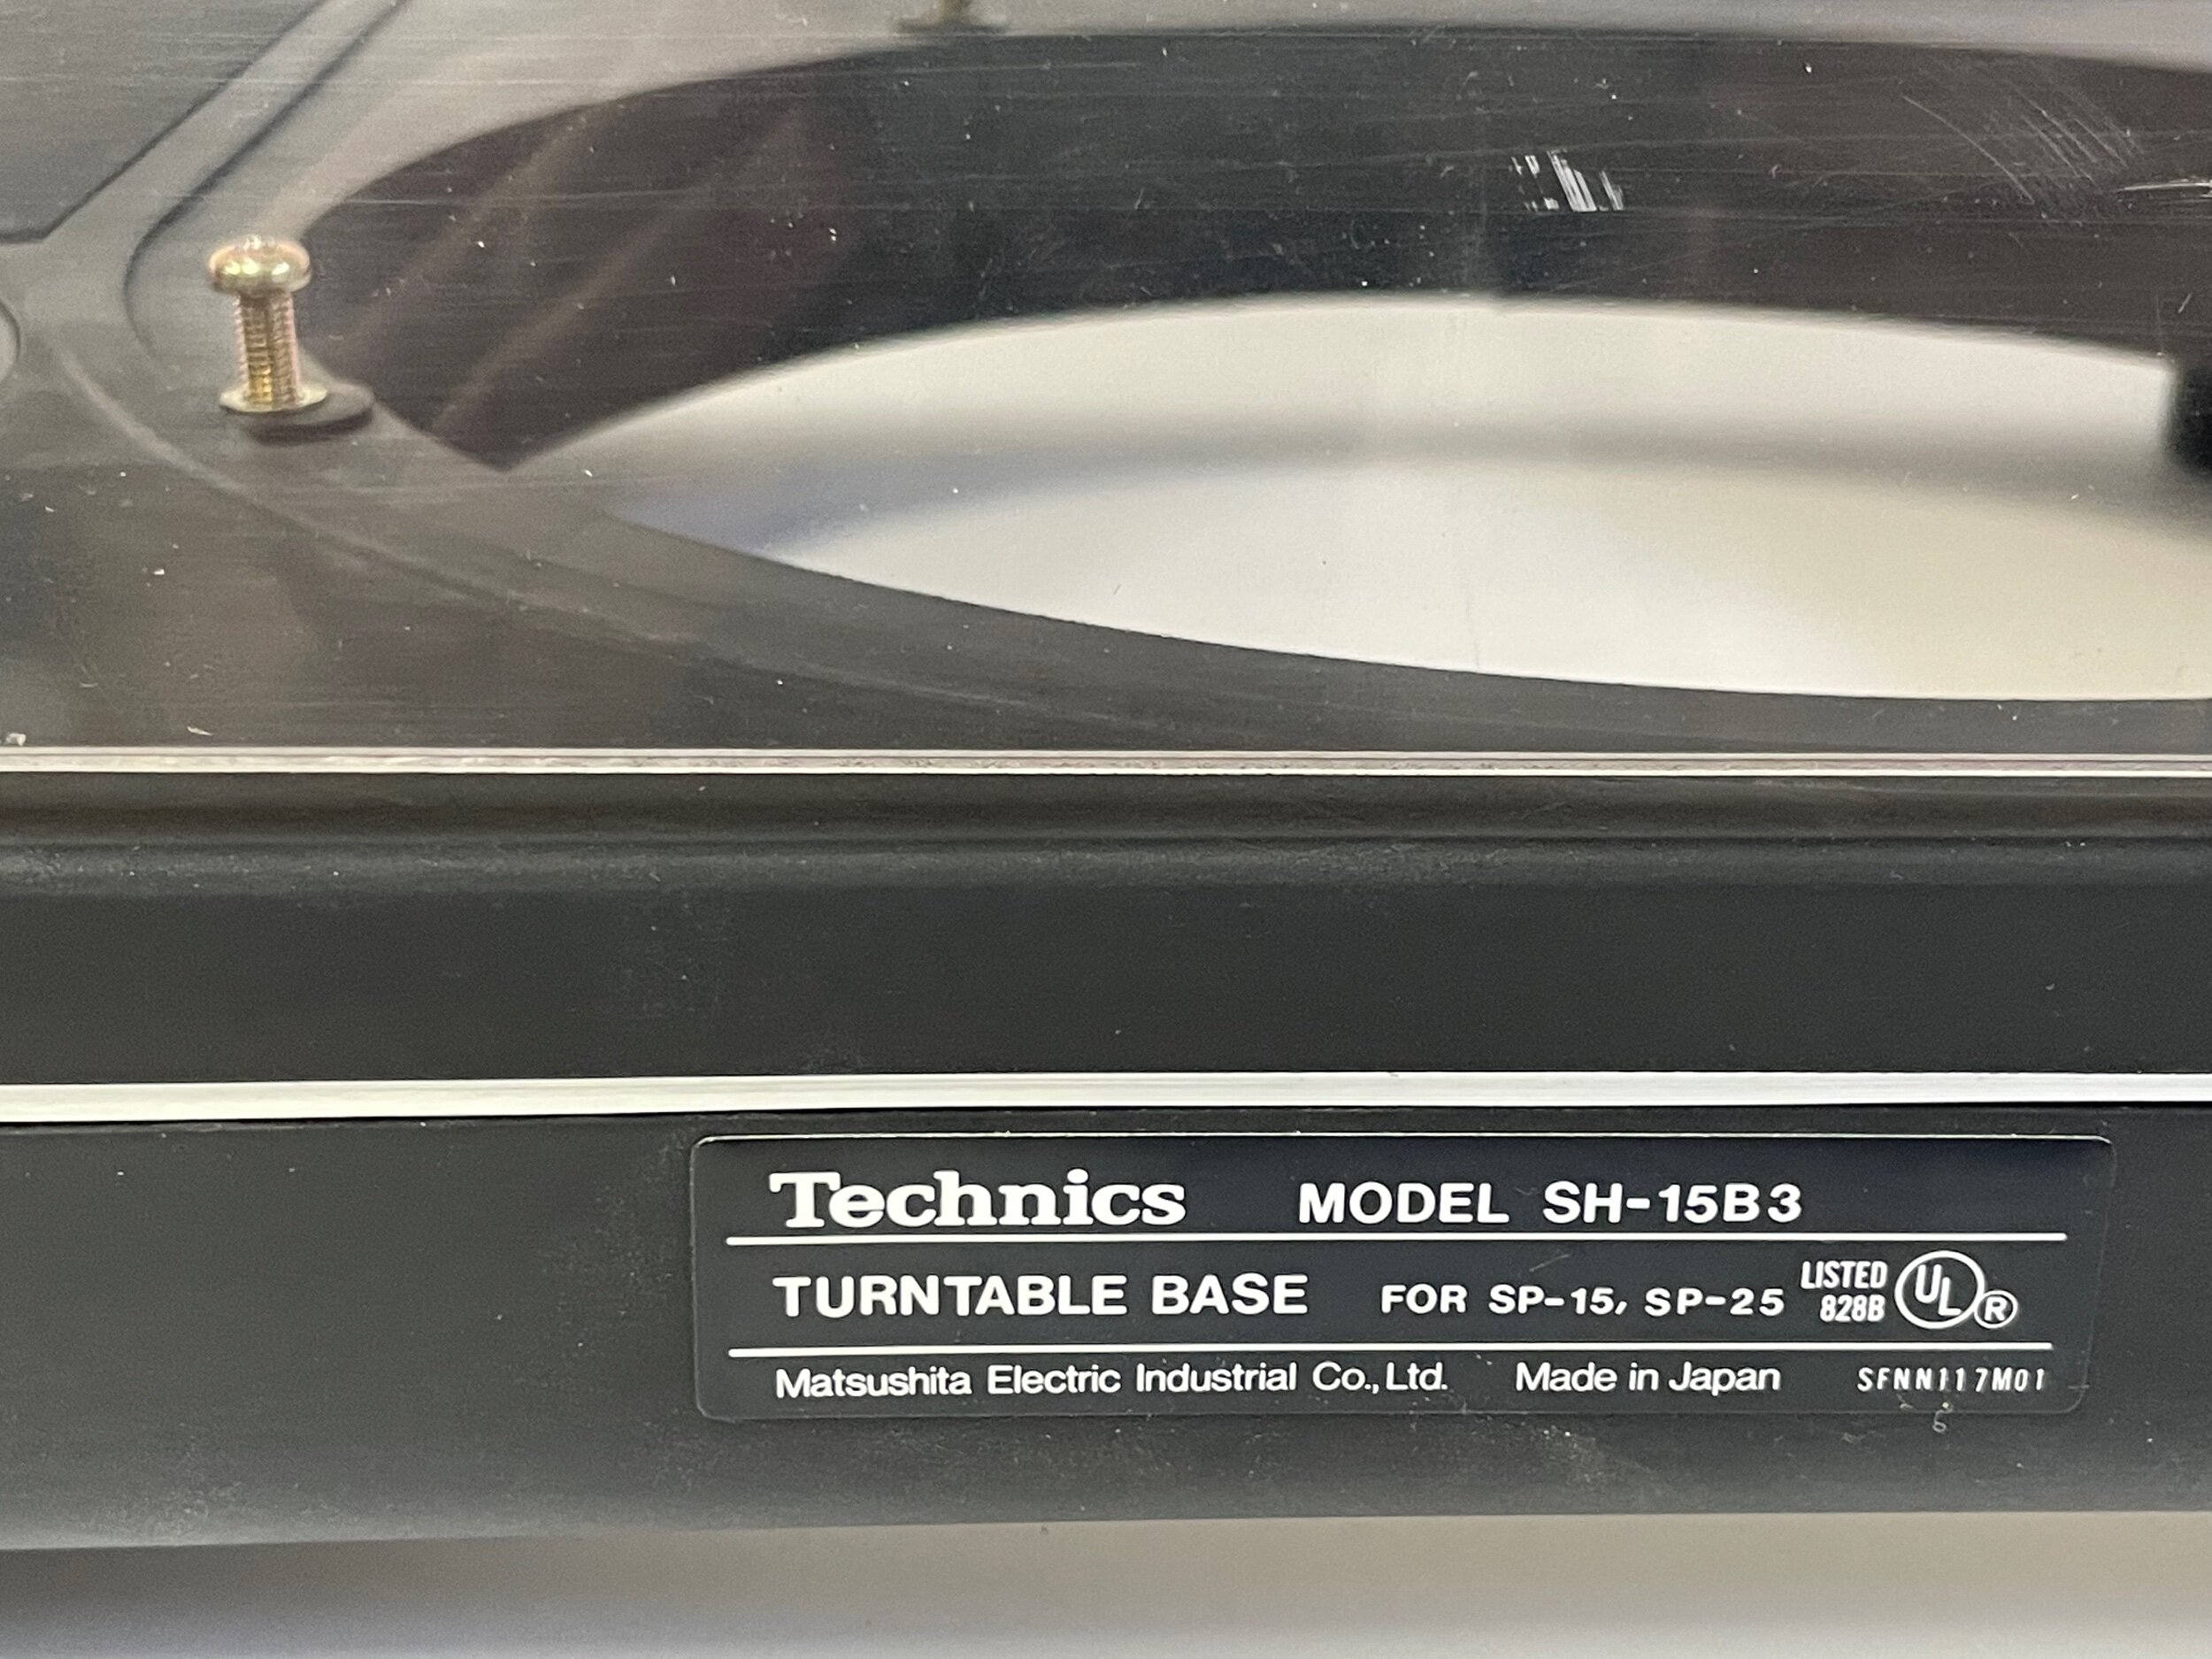 Technics MODEL SH-15B3
TURNTABLE BASE FOR SP-15, SP-25 LISTED 828B UL R
Matsushita Electric Industrial Co., Ltd. Made in Japan SFNN117M01